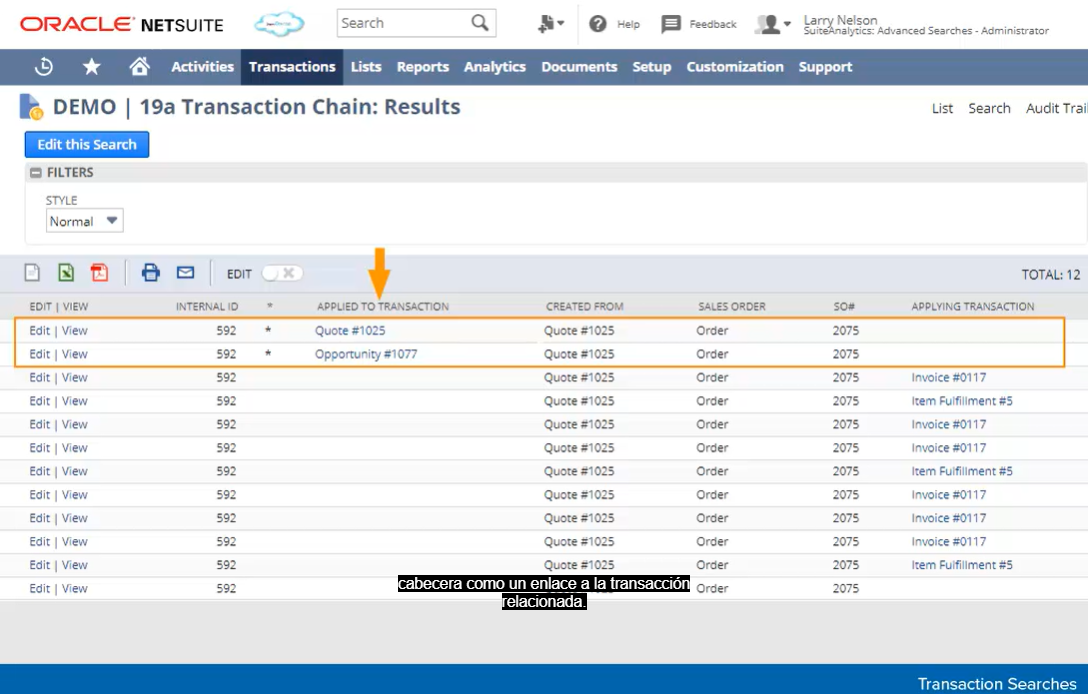 ORACLE NETSUITE Search Help Feedback Larry Nelson
SuiteAnalytics: Advanced Searches - Administrator
Activities Transactions Lists Reports Analytics Documents Setup Customization Support
DEMO | 19a Transaction Chain: Results List Search Audit Trail
Edit this Search
FILTERS
STYLE
Normal
EDIT TOTAL: 12
EDIT | VIEW INTERNAL ID * APPLIED TO TRANSACTION CREATED FROM SALES ORDER SO# APPLYING TRANSACTION
Edit | View 592 * Quote #1025 Quote #1025 Order 2075
Edit | View 592 * Opportunity #1077 Quote #1025 Order 2075
Edit | View 592 Quote #1025 Order 2075 Invoice #0117
Edit | View 592 Quote #1025 Order 2075 Item Fulfillment #5
Edit | View 592 Quote #1025 Order 2075 Invoice #0117
Edit | View 592 Quote #1025 Order 2075 Invoice #0117
Edit | View 592 Quote #1025 Order 2075 Item Fulfillment #5
Edit | View 592 Quote #1025 Order 2075 Invoice #0117
Edit | View 592 Quote #1025 Order 2075 Invoice #0117
Edit | View 592 Quote #1025 Order 2075 Invoice #0117
Edit | View 592 Quote #1025 Order 2075 Item Fulfillment #5
Edit | View 592 Quote #1025 Order 2075
cabecera como un enlace a la transacción
relacionada.
Transaction Searches